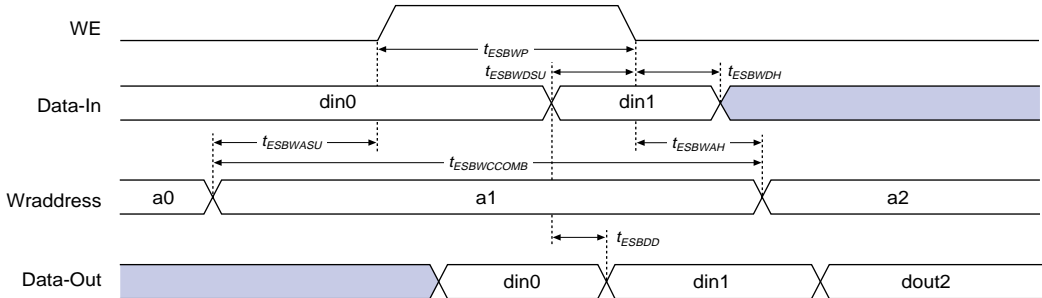 WE
tESBWP
tESBWDSU
tESBWDH
Data-In
din0
din1
tESBWASU
tESBWAH
tESBWCCOMB
Wraddress
a0
a1
a2
tESBDD
Data-Out
din0
din1
dout2